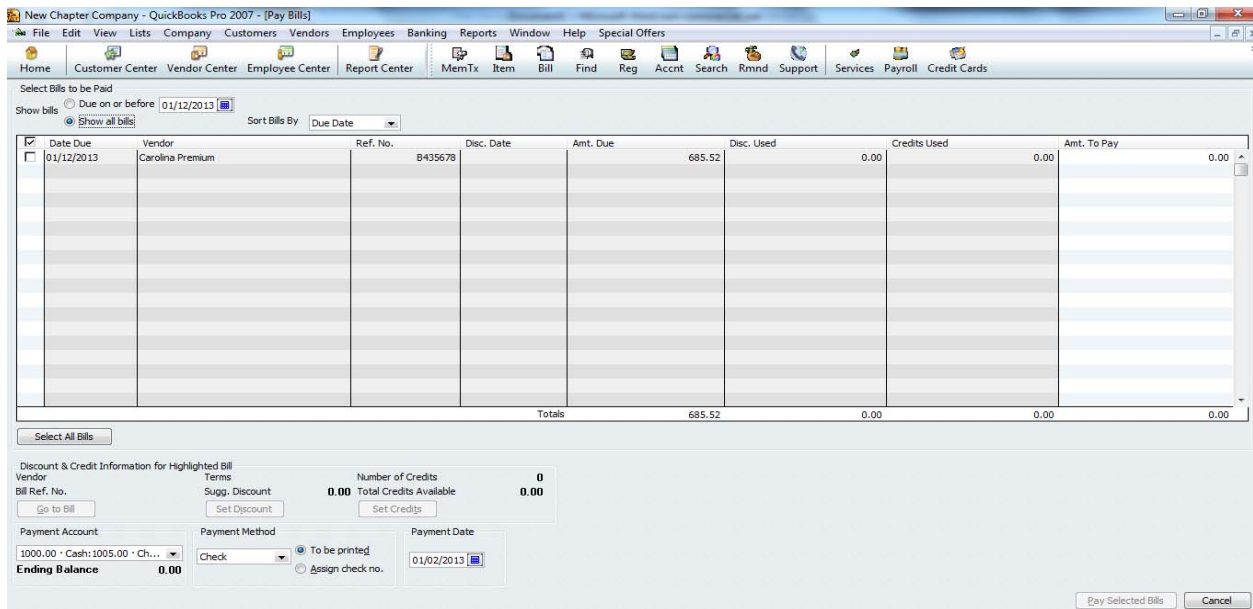 New Chapter Company - QuickBooks Pro 2007 - [Pay Bills]
File Edit View Lists Company Customers Vendors Employees Banking Reports Window Help Special Offers
Home Customer Center Vendor Center Employee Center Report Center MemTx Item Bill Find Reg Accnt Search Rmnd Support Services Payroll Credit Cards
Select Bills to be Paid
Show bills Due on or before 01/12/2013
Show all bills Sort Bills By Due Date
Date Due Vendor Ref. No. Disc. Date Amt. Due Disc. Used Credits Used Amt. To Pay
01/12/2013 Carolina Premium B435678 685.52 0.00 0.00 0.00
Totals 685.52 0.00 0.00 0.00
Select All Bills
Discount & Credit Information for Highlighted Bill
Vendor Terms Number of Credits 0
Bill Ref. No. Sugg. Discount 0.00 Total Credits Available 0.00
Go to Bill Set Discount Set Credits
Payment Account Payment Method Payment Date
1000.00 · Cash:1005.00 · Ch... Check To be printed 01/02/2013
Ending Balance 0.00 Assign check no.
Pay Selected Bills Cancel